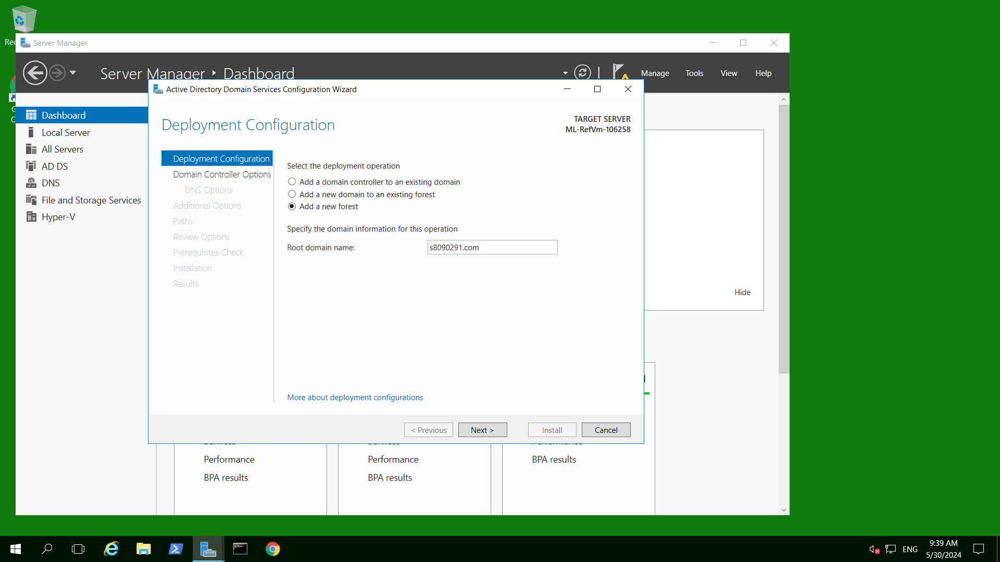 Server Manager
Server Manager ‣ Dashboard
Manage
Tools
View
Help
Active Directory Domain Services Configuration Wizard
Dashboard
Local Server
All Servers
AD DS
DNS
File and Storage Services
Hyper-V
Deployment Configuration
TARGET SERVER
ML-RefVm-106258
Deployment Configuration
Domain Controller Options
DNS Options
Additional Options
Paths
Review Options
Prerequisites Check
Installation
Results
Select the deployment operation
Add a domain controller to an existing domain
Add a new domain to an existing forest
Add a new forest
Specify the domain information for this operation
Root domain name:
s8090291.com
Hide
More about deployment configurations
< Previous
Next >
Install
Cancel
Performance
BPA results
Performance
BPA results
BPA results
ENG
9:39 AM
5/30/2024